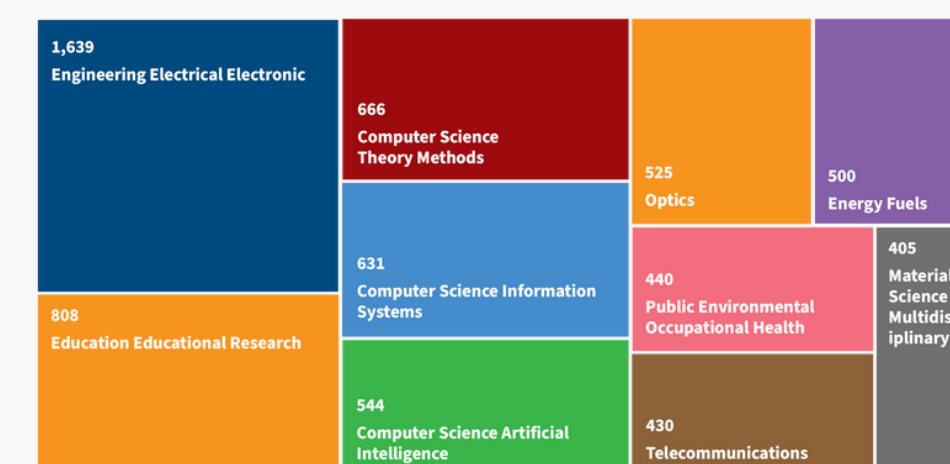 1,639
Engineering Electrical Electronic
808
Education Educational Research
666
Computer Science
Theory Methods
631
Computer Science Information
Systems
544
Computer Science Artificial
Intelligence
525
Optics
500
Energy Fuels
440
Public Environmental
Occupational Health
430
Telecommunications
405
Material
Science
Multidis
iplinary